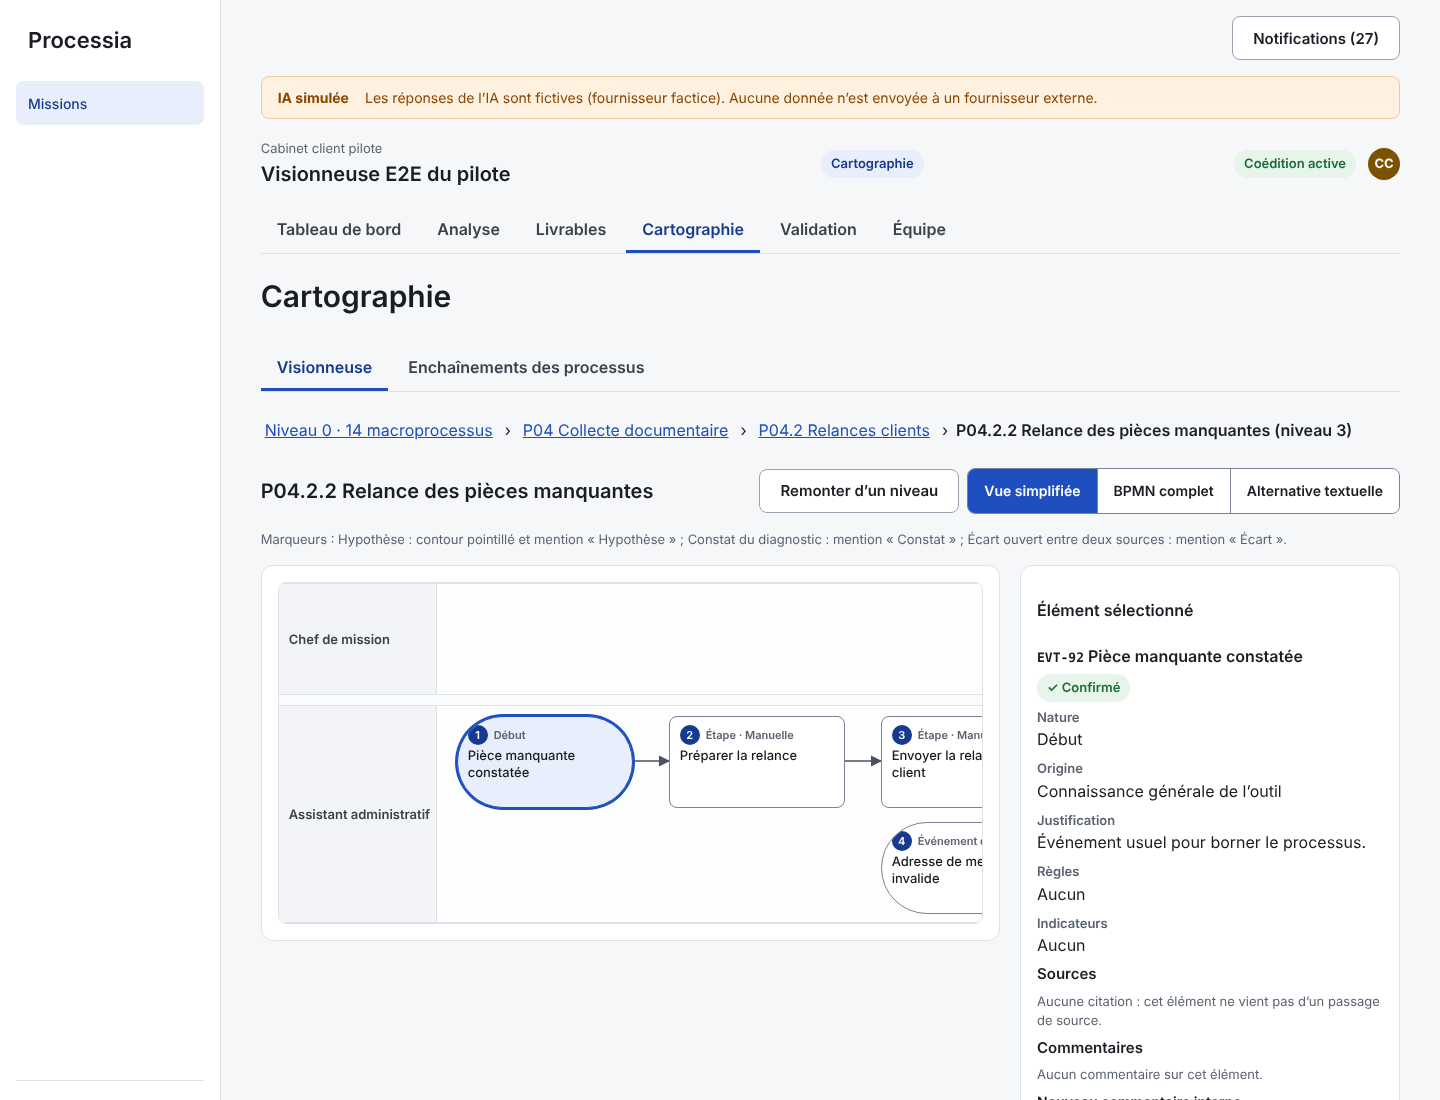 Processia
Missions
Notifications (27)
IA simulée Les réponses de l’IA sont fictives (fournisseur factice). Aucune donnée n’est envoyée à un fournisseur externe.
Cabinet client pilote
Visionneuse E2E du pilote
Cartographie
Coédition active
CC
Tableau de bord Analyse Livrables Cartographie Validation Équipe
Cartographie
Visionneuse Enchaînements des processus
Niveau 0 · 14 macroprocessus › P04 Collecte documentaire › P04.2 Relances clients › P04.2.2 Relance des pièces manquantes (niveau 3)
P04.2.2 Relance des pièces manquantes
Remonter d’un niveau
Vue simplifiée BPMN complet Alternative textuelle
Marqueurs : Hypothèse : contour pointillé et mention « Hypothèse » ; Constat du diagnostic : mention « Constat » ; Écart ouvert entre deux sources : mention « Écart ».
Chef de mission
Assistant administratif
1 Début
Pièce manquante
constatée
2 Étape · Manuelle
Préparer la relance
3 Étape · Manu
Envoyer la rela
client
4 Événement
Adresse de me
invalide
Élément sélectionné
EVT-92 Pièce manquante constatée
✓ Confirmé
Nature
Début
Origine
Connaissance générale de l’outil
Justification
Événement usuel pour borner le processus.
Règles
Aucun
Indicateurs
Aucun
Sources
Aucune citation : cet élément ne vient pas d’un passage
de source.
Commentaires
Aucun commentaire sur cet élément.